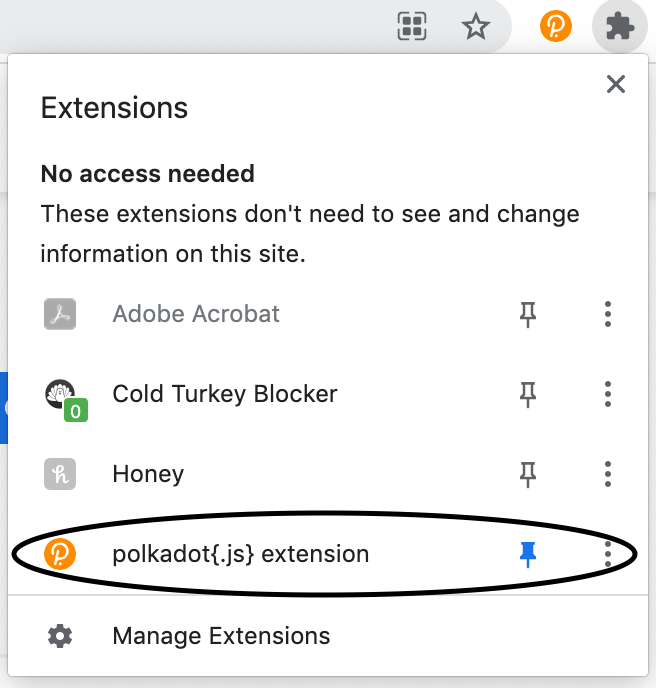 Extensions
No access needed
These extensions don't need to see and change
information on this site.
Adobe Acrobat
Cold Turkey Blocker
0
Honey
polkadot{.js} extension
Manage Extensions